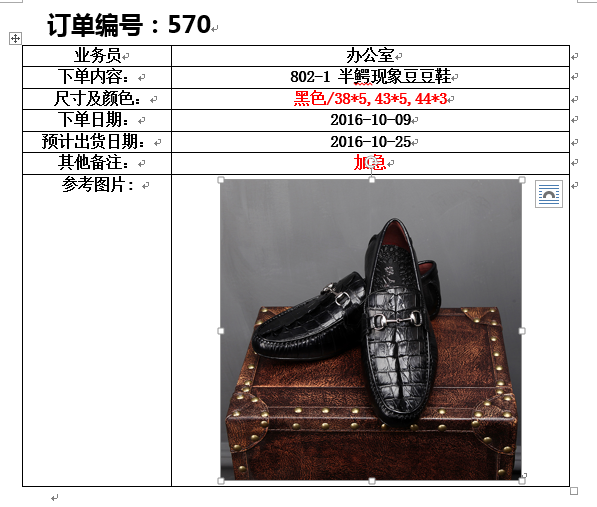 订单编号：570
业务员 办公室
下单内容： 802-1 半鳄现象豆豆鞋
尺寸及颜色： 黑色/38*5,43*5,44*3
下单日期： 2016-10-09
预计出货日期： 2016-10-25
其他备注： 加急
参考图片：